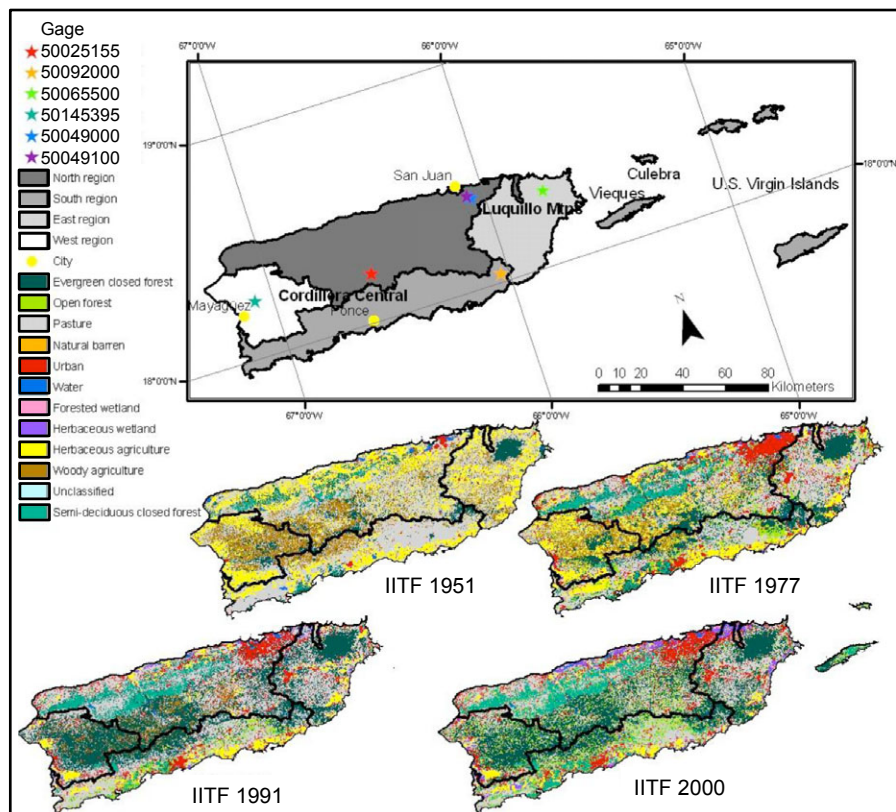 Gage
50025155
50092000
50065500
50145395
50049000
50049100
North region
South region
East region
West region
City
Evergreen closed forest
Open forest
Pasture
Natural barren
Urban
Water
Forested wetland
Herbaceous wetland
Herbaceous agriculture
Woody agriculture
Unclassified
Semi-deciduous closed forest
67°0'0"W
66°0'0"W
65°0'0"W
19°0'0"N
18°0'0"N
San Juan
Culebra
Vieques
U.S. Virgin Islands
Luquillo Mtns
Cordillera Central
Mayagüez
Ponce
N
0 10 20 40 60 80
Kilometers
18°0'0"N
67°0'0"W
66°0'0"W
65°0'0"W
IITF 1951
IITF 1977
IITF 1991
IITF 2000